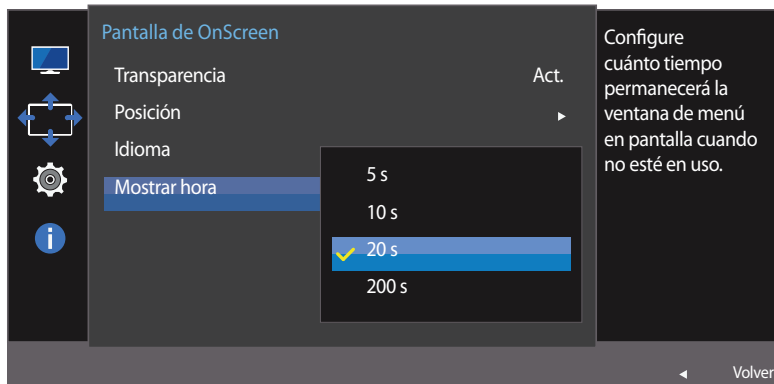 Pantalla de OnScreen
Transparencia Act.
Posición
Idioma
Mostrar hora
5 s
10 s
20 s
200 s
Configure
cuánto tiempo
permanecerá la
ventana de menú
en pantalla cuando
no esté en uso.
Volver